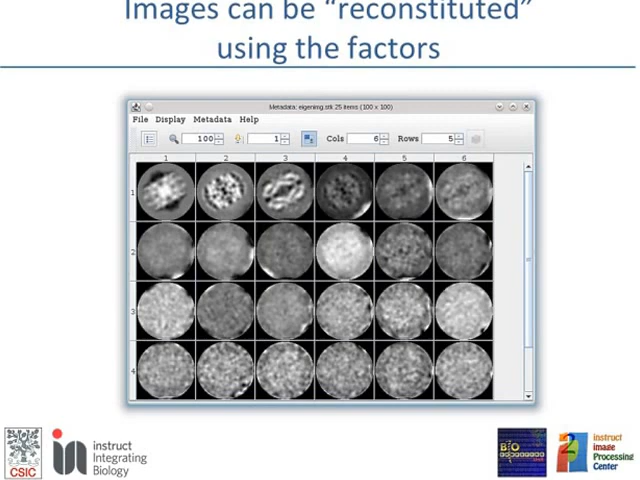 Images can be “reconstituted”
using the factors
Metadata: eigenimg.stk 25 items (100 x 100)
File Display Metadata Help
100 1 Cols 6 Rows 5
1 2 3 4 5 6
1
2
3
4
CSIC
instruct
Integrating
Biology
instruct
image
Processing
Center